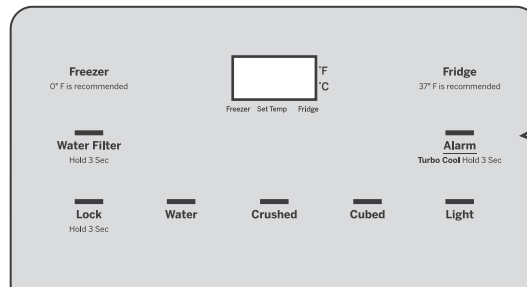 Freezer
0° F is recommended
°F
°C
Freezer Set Temp Fridge
Fridge
37° F is recommended
Water Filter
Hold 3 Sec
Alarm
Turbo Cool Hold 3 Sec
Lock
Hold 3 Sec
Water
Crushed
Cubed
Light